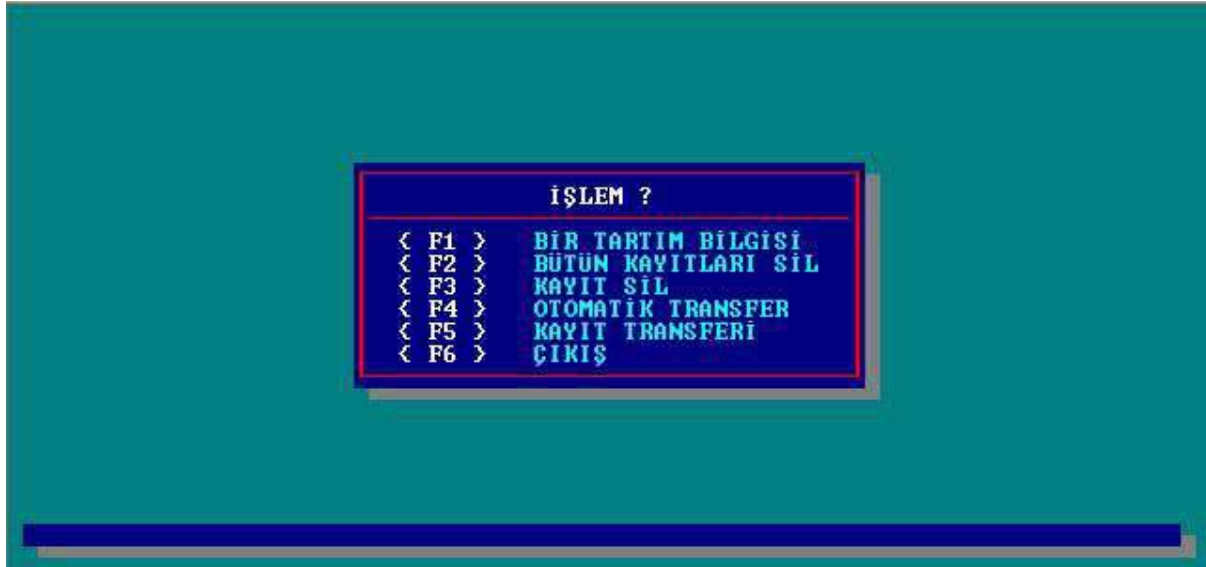 İŞLEM ?
< F1 > BİR TARTIM BİLGİSİ
< F2 > BÜTÜN KAYITLARI SİL
< F3 > KAYIT SİL
< F4 > OTOMATİK TRANSFER
< F5 > KAYIT TRANSFERİ
< F6 > ÇIKIŞ